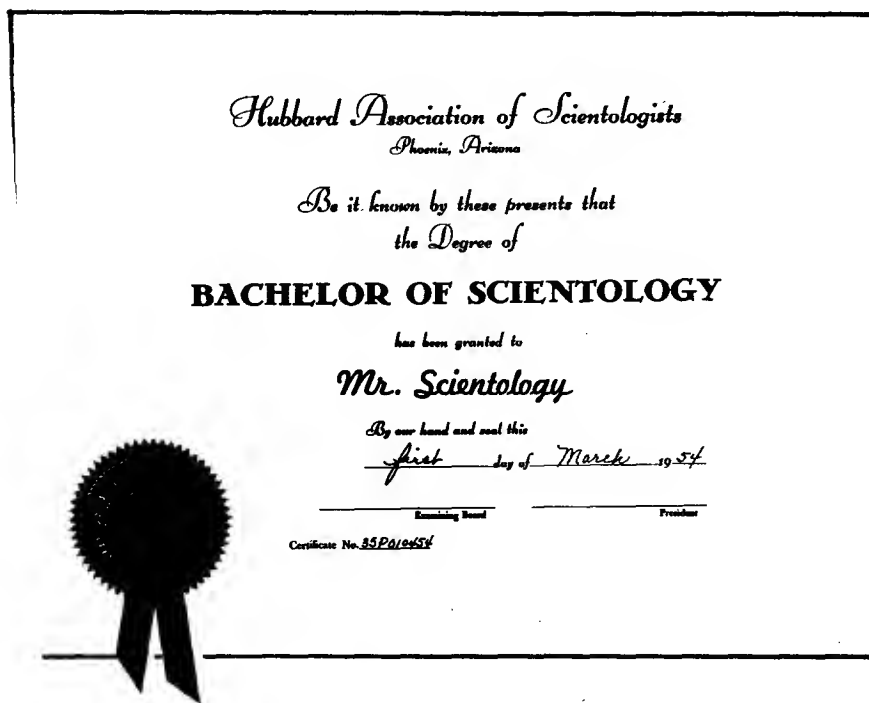 Hubbard Association of Scientologists
Phoenix, Arizona
Be it known by these presents that
the Degree of
BACHELOR OF SCIENTOLOGY
has been granted to
Mr. Scientology
By our hand and seal this
first day of March 1954
Examining Board President
Certificate No.